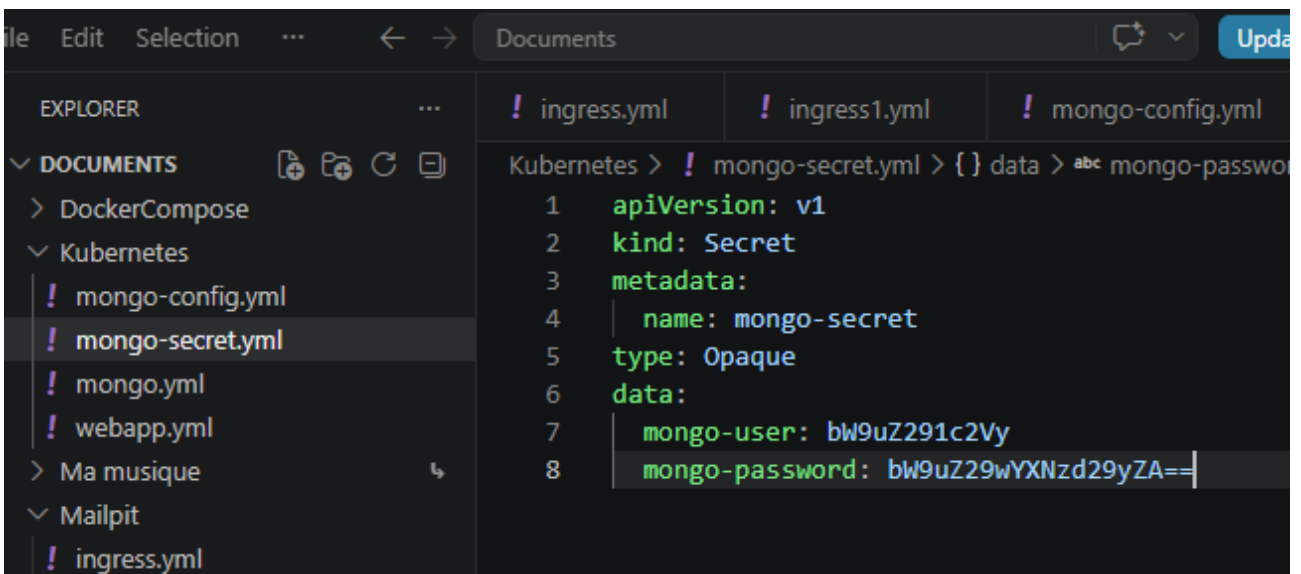 ile Edit Selection ... ← → Documents Upda
EXPLORER ...
DOCUMENTS
> DockerCompose
Kubernetes
! mongo-config.yml
! mongo-secret.yml
! mongo.yml
! webapp.yml
> Ma musique
Mailpit
! ingress.yml
! ingress.yml ! ingress1.yml ! mongo-config.yml
Kubernetes > ! mongo-secret.yml > {} data > abc mongo-passwor
1 apiVersion: v1
2 kind: Secret
3 metadata:
4 name: mongo-secret
5 type: Opaque
6 data:
7 mongo-user: bW9uZ291c2Vy
8 mongo-password: bW9uZ29wYXNzd29yZA==